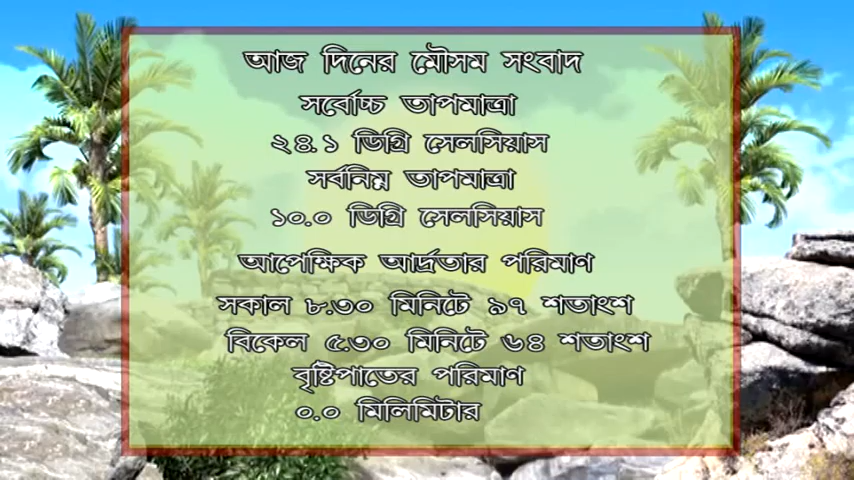 আজ দিনের মৌসম সংবাদ
সর্বোচ্চ তাপমাত্রা
২৪.১ ডিগ্রি সেলসিয়াস
সর্বনিম্ন তাপমাত্রা
১০.০ ডিগ্রি সেলসিয়াস
আপেক্ষিক আর্দ্রতার পরিমাণ
সকাল ৮.৩০ মিনিটে ৯৭ শতাংশ
বিকেল ৫.৩০ মিনিটে ৬৪ শতাংশ
বৃষ্টিপাতের পরিমাণ
০.০ মিলিমিটার